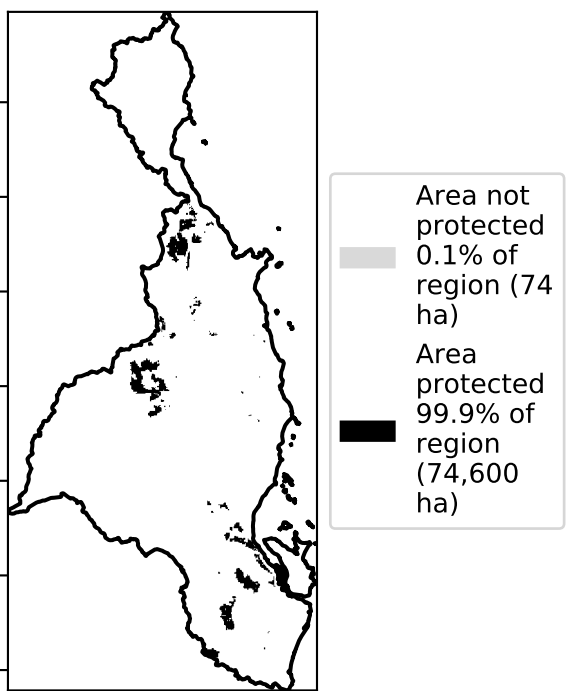 Area not
protected
0.1% of
region (74
ha)
Area
protected
99.9% of
region
(74,600
ha)